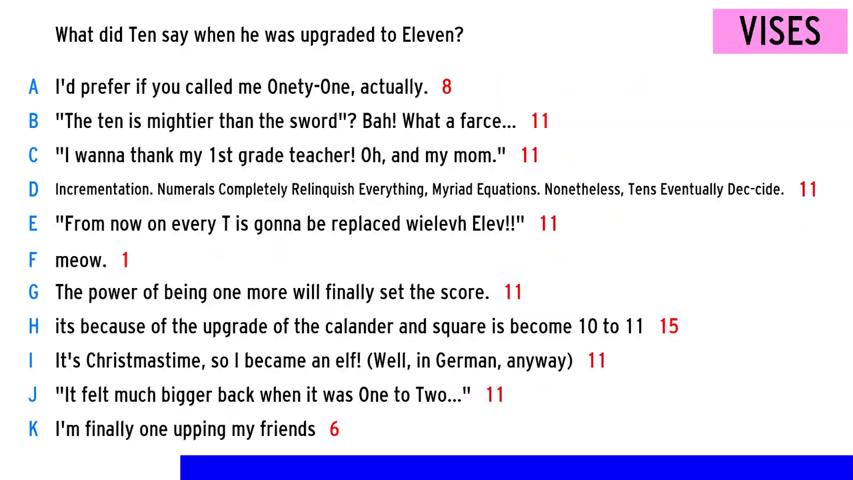 What did Ten say when he was upgraded to Eleven?
VISES
A I'd prefer if you called me Onety-One, actually. 8
B "The ten is mightier than the sword"? Bah! What a farce... 11
C "I wanna thank my 1st grade teacher! Oh, and my mom." 11
D Incrementation. Numerals Completely Relinquish Everything, Myriad Equations. Nonetheless, Tens Eventually Dec-cide. 11
E "From now on every T is gonna be replaced wielevh Elev!!" 11
F meow. 1
G The power of being one more will finally set the score. 11
H its because of the upgrade of the calander and square is become 10 to 11 15
I It's Christmastime, so I became an elf! (Well, in German, anyway) 11
J "It felt much bigger back when it was One to Two..." 11
K I'm finally one upping my friends 6